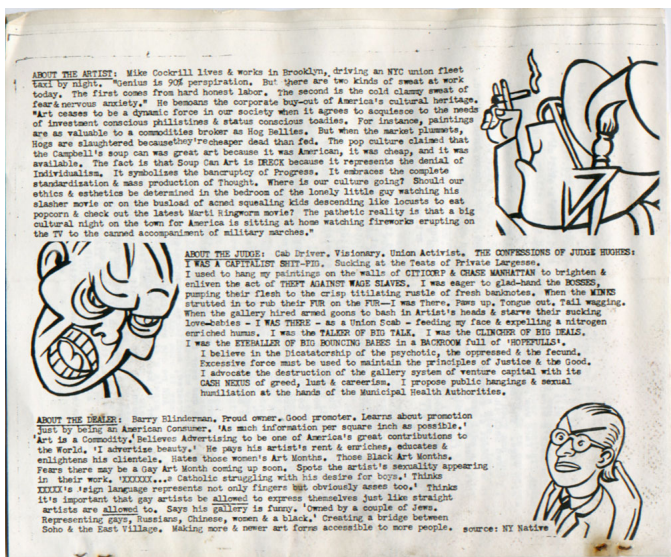 ABOUT THE ARTIST: Mike Cockrill lives & works in Brooklyn, driving an NYC union fleet
taxi by night. "Genius is 90% perspiration. But there are two kinds of sweat at work
today. The first comes from hard honest labor. The second is the cold clammy sweat of
fear& nervous anxiety." He bemoans the corporate buy-out of America's cultural heritage.
"Art ceases to be a dynamic force in our society when it agrees to acquiesce to the needs
of investment conscious philistines & status conscious toadies. For instance, paintings
are as valuable to a commodities broker as Hog Bellies. But when the market plummets,
Hogs are slaughtered becausethey'recheaper dead than fed. The pop culture claimed that
the Campbell's soup can was great art because it was American, it was cheap, and it was
available. The fact is that Soup Can Art is DRECK because it represents the denial of
Individualism. It symbolizes the bancruptcy of Progress. It embraces the complete
standardization & mass production of Thought. Where is our culture going? Should our
ethics & esthetics be determined in the bedroom of the lonely little guy watching his
slasher movie or on the busload of acned squealing kids descending like locusts to eat
popcorn & check out the latest Marti Ringworm movie? The pathetic reality is that a big
cultural night on the town for America is sitting at home watching fireworks erupting on
the TV to the canned accompaniment of military marches."
ABOUT THE JUDGE: Cab Driver. Visionary. Union Activist. THE CONFESSIONS OF JUDGE HUGHES:
I WAS A CAPITALIST SHIT-PIG. Sucking at the Teats of Private Largesse.
I used to hang my paintings on the walls of CITICORP & CHASE MANHATTAN to brighten &
enliven the act of THEFT AGAINST WAGE SLAVES. I was eager to glad-hand the BOSSES,
pumping their flesh to the crisp titilating rustle of fresh banknotes. When the MINKS
strutted in to rub their FUR on the FUR—I was There. Paws up. Tongue out. Tail wagging.
When the gallery hired armed goons to bash in Artist's heads & starve their sucking
love-babies - I WAS THERE - as a Union Scab - feeding my face & expelling a nitrogen
enriched humus. I was the TALKER OF BIG TALK. I was the CLINCHER OF BIG DEALS.
I was the EYEBALLER OF BIG BOUNCING BABES in a BACKROOM full of 'HOPEFULLS'.
I believe in the Dicatatorship of the psychotic, the oppressed & the fecund.
Excessive force must be used to maintain the principles of Justice & the Good.
I advocate the destruction of the gallery system of venture capital with its
CASH NEXUS of greed, lust & careerism. I propose public hangings & sexual
humiliation at the hands of the Municipal Health Authorities.
ABOUT THE DEALER: Barry Blinderman. Proud owner. Good promoter. Learns about promotion
just by being an American Consumer. 'As much information per square inch as possible.'
'Art is a Commodity.' Believes Advertising to be one of America's great contributions to
the World. 'I advertise beauty.' He pays his artist's rent & enriches, educates &
enlightens his clientele. Hates those women's Art Months. Those Black Art Months.
Fears there may be a Gay Art Month coming up soon. Spots the artist's sexuality appearing
in their work. 'XXXXXX...s Catholic struggling with his desire for boys.' Thinks
XXXXX's 'sign language represents not only fingers but obviously asses too.' Thinks
it's important that gay artists be allowed to express themselves just like straight
artists are allowed to. Says his gallery is funny. 'Owned by a couple of Jews.
Representing gays, Russians, Chinese, women & a black.' Creating a bridge between
Soho & the East Village. Making more & newer art forms accessible to more people. source: NY Native